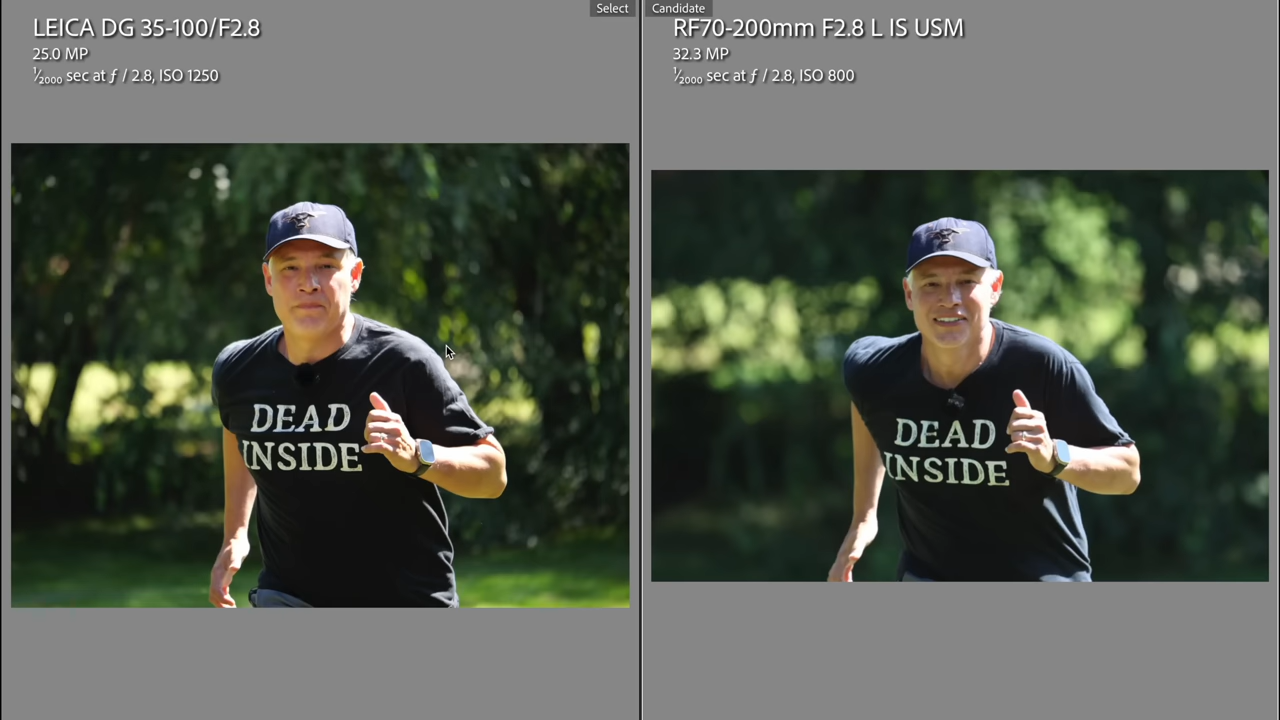 Select
Candidate
LEICA DG 35-100/F2.8
25.0 MP
1/2000 sec at ƒ / 2.8, ISO 1250
RF70-200mm F2.8 L IS USM
32.3 MP
1/2000 sec at ƒ / 2.8, ISO 800
DEAD
INSIDE
DEAD
INSIDE